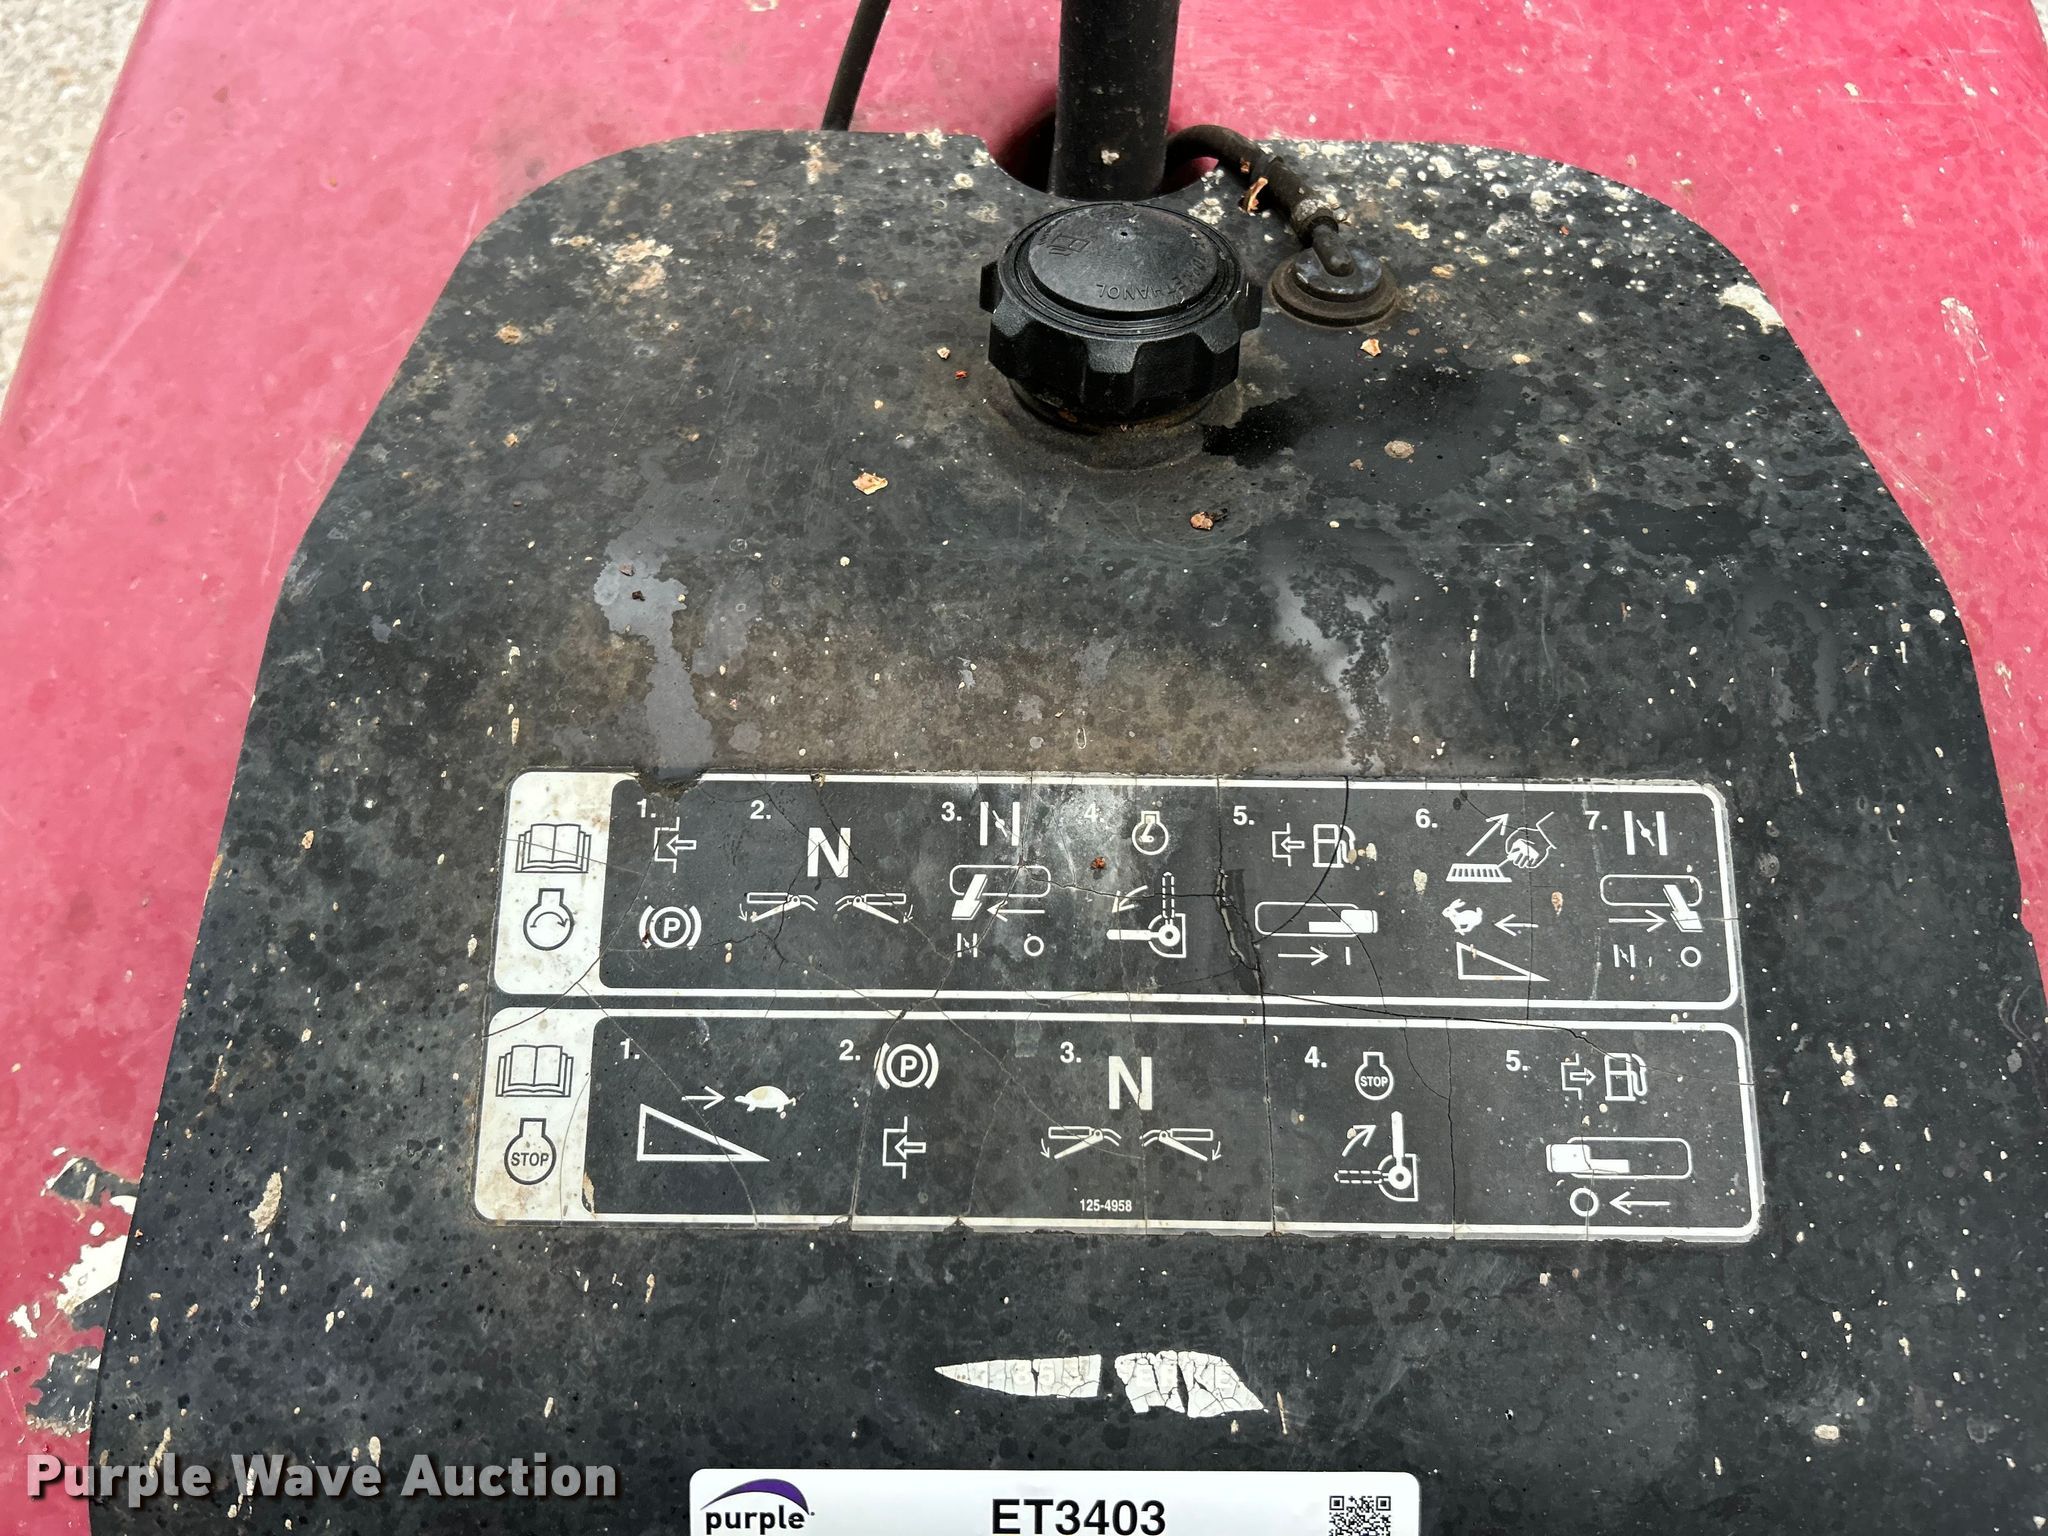 ETHANOL
1. 2. N 3. 4. 5. 6. 7.
P
N O N O
1. 2. P 3. N 4. STOP 5.
STOP
125-4958
O
Purple Wave Auction
purple
ET3403